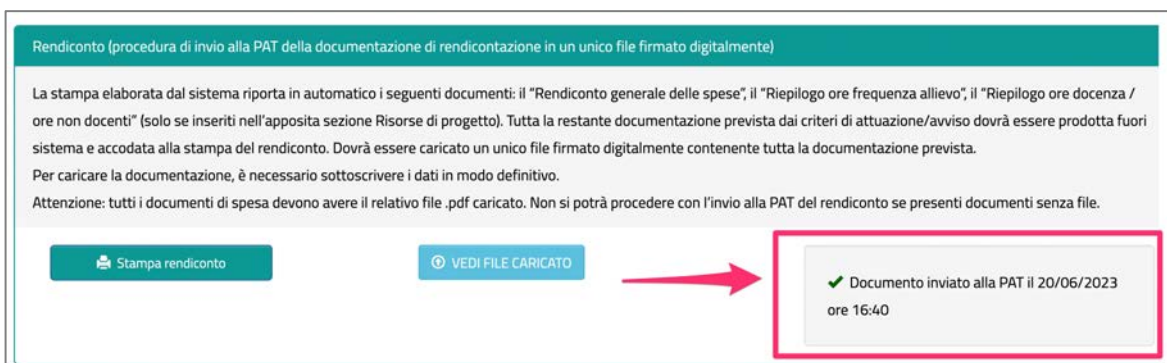 Rendiconto (procedura di invio alla PAT della documentazione di rendicontazione in un unico file firmato digitalmente)
La stampa elaborata dal sistema riporta in automatico i seguenti documenti: il “Rendiconto generale delle spese”, il “Riepilogo ore frequenza allievo”, il “Riepilogo ore docenza /
ore non docenti” (solo se inseriti nell’apposita sezione Risorse di progetto). Tutta la restante documentazione prevista dai criteri di attuazione/avviso dovrà essere prodotta fuori
sistema e accodata alla stampa del rendiconto. Dovrà essere caricato un unico file firmato digitalmente contenente tutta la documentazione prevista.
Per caricare la documentazione, è necessario sottoscrivere i dati in modo definitivo.
Attenzione: tutti i documenti di spesa devono avere il relativo file .pdf caricato. Non si potrà procedere con l’invio alla PAT del rendiconto se presenti documenti senza file.
Stampa rendiconto
VEDI FILE CARICATO
Documento inviato alla PAT il 20/06/2023
ore 16:40